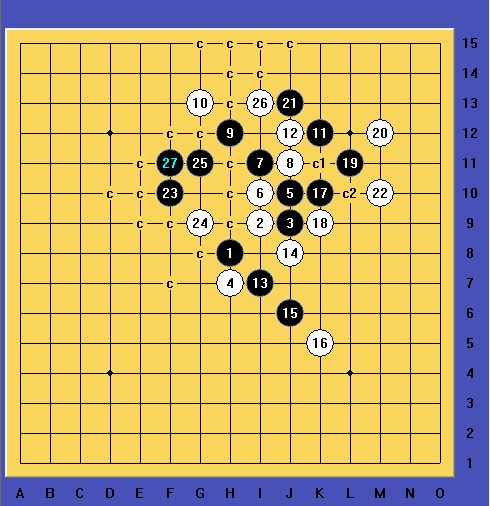 c c c c 15
c c 14
10 c 26 21 13
c c 9 12 11 20 12
c 27 25 c 7 8 c1 19 11
c c 23 c 6 5 17 c2 22 10
c c 24 c 2 3 18 9
c 1 14 8
c 4 13 7
15 6
16 5
4
3
2
1
A B C D E F G H I J K L M N O